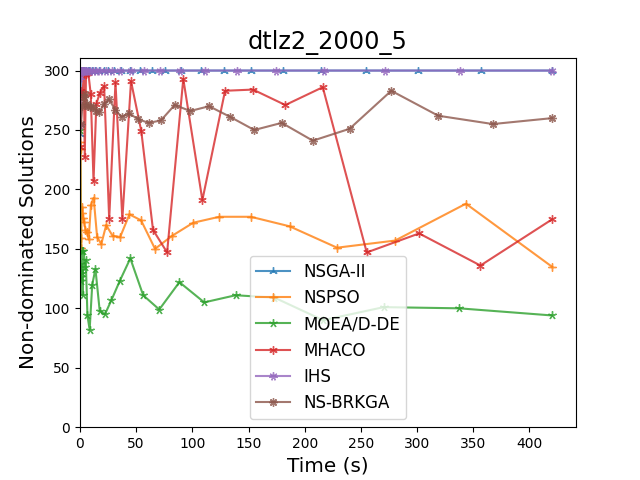 dtlz2_2000_5
Non-dominated Solutions
300
250
200
150
100
50
0
NSGA-II
NSPSO
MOEA/D-DE
MHACO
IHS
NS-BRKGA
0 50 100 150 200 250 300 350 400
Time (s)